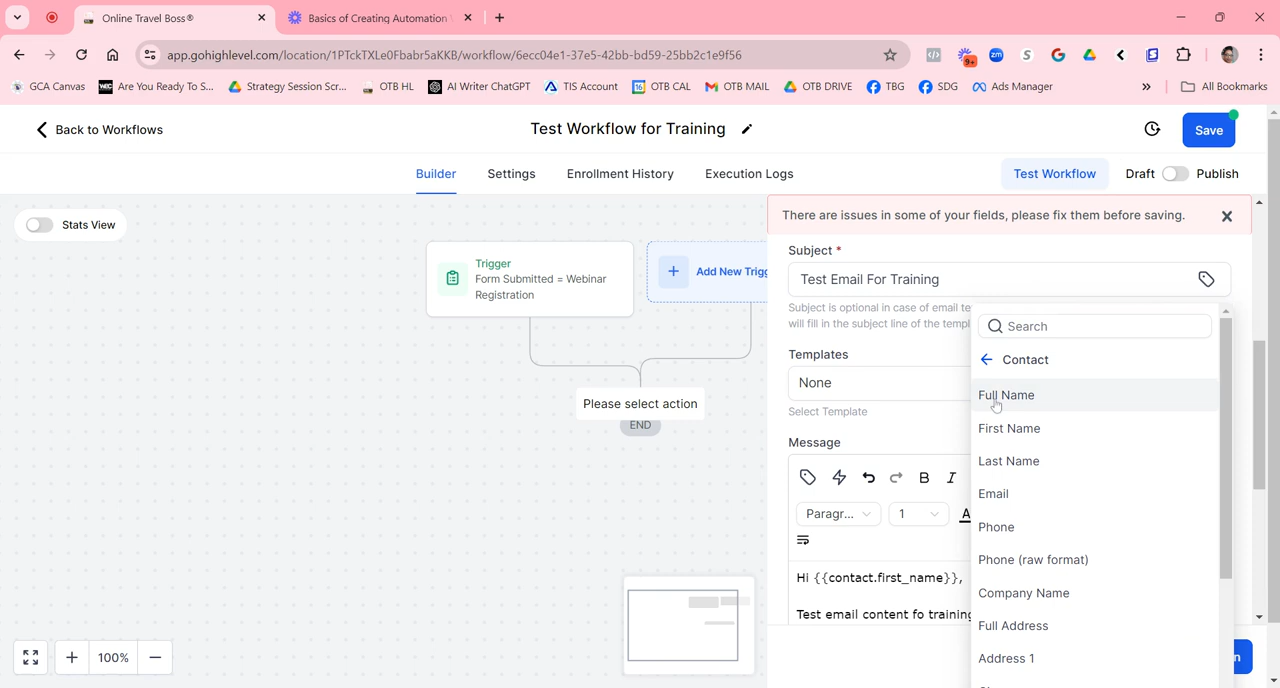 Online Travel Boss®
Basics of Creating Automation
app.gohighlevel.com/location/1PTckTXLe0Fbabr5aKKB/workflow/6ecc04e1-37e5-42bb-bd59-25bb2c1e9f56
9+
zm
GCA Canvas
Are You Ready To S...
Strategy Session Scr...
OTB HL
AI Writer ChatGPT
TIS Account
OTB CAL
OTB MAIL
OTB DRIVE
TBG
SDG
Ads Manager
»
All Bookmarks
Back to Workflows
Test Workflow for Training
Save
Builder
Settings
Enrollment History
Execution Logs
Test Workflow
Draft
Publish
Stats View
There are issues in some of your fields, please fix them before saving.
Trigger
Form Submitted = Webinar
Registration
Add New Trigg
Please select action
END
100%
Subject *
Test Email For Training
Subject is optional in case of email te
will fill in the subject line of the templ
Templates
None
Select Template
Message
B I
Paragr...
1
A
Hi {{contact.first_name}},
Test email content fo training
Search
Contact
Full Name
First Name
Last Name
Email
Phone
Phone (raw format)
Company Name
Full Address
Address 1
n